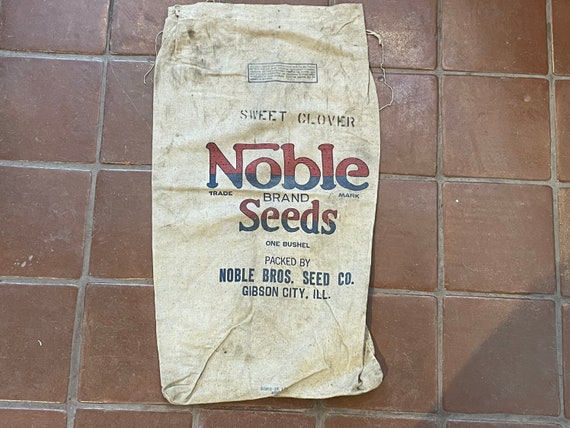 SWEET CLOVER
Noble
TRADE BRAND MARK
Seeds
ONE BUSHEL
PACKED BY
NOBLE BROS. SEED CO.
GIBSON CITY, ILL.